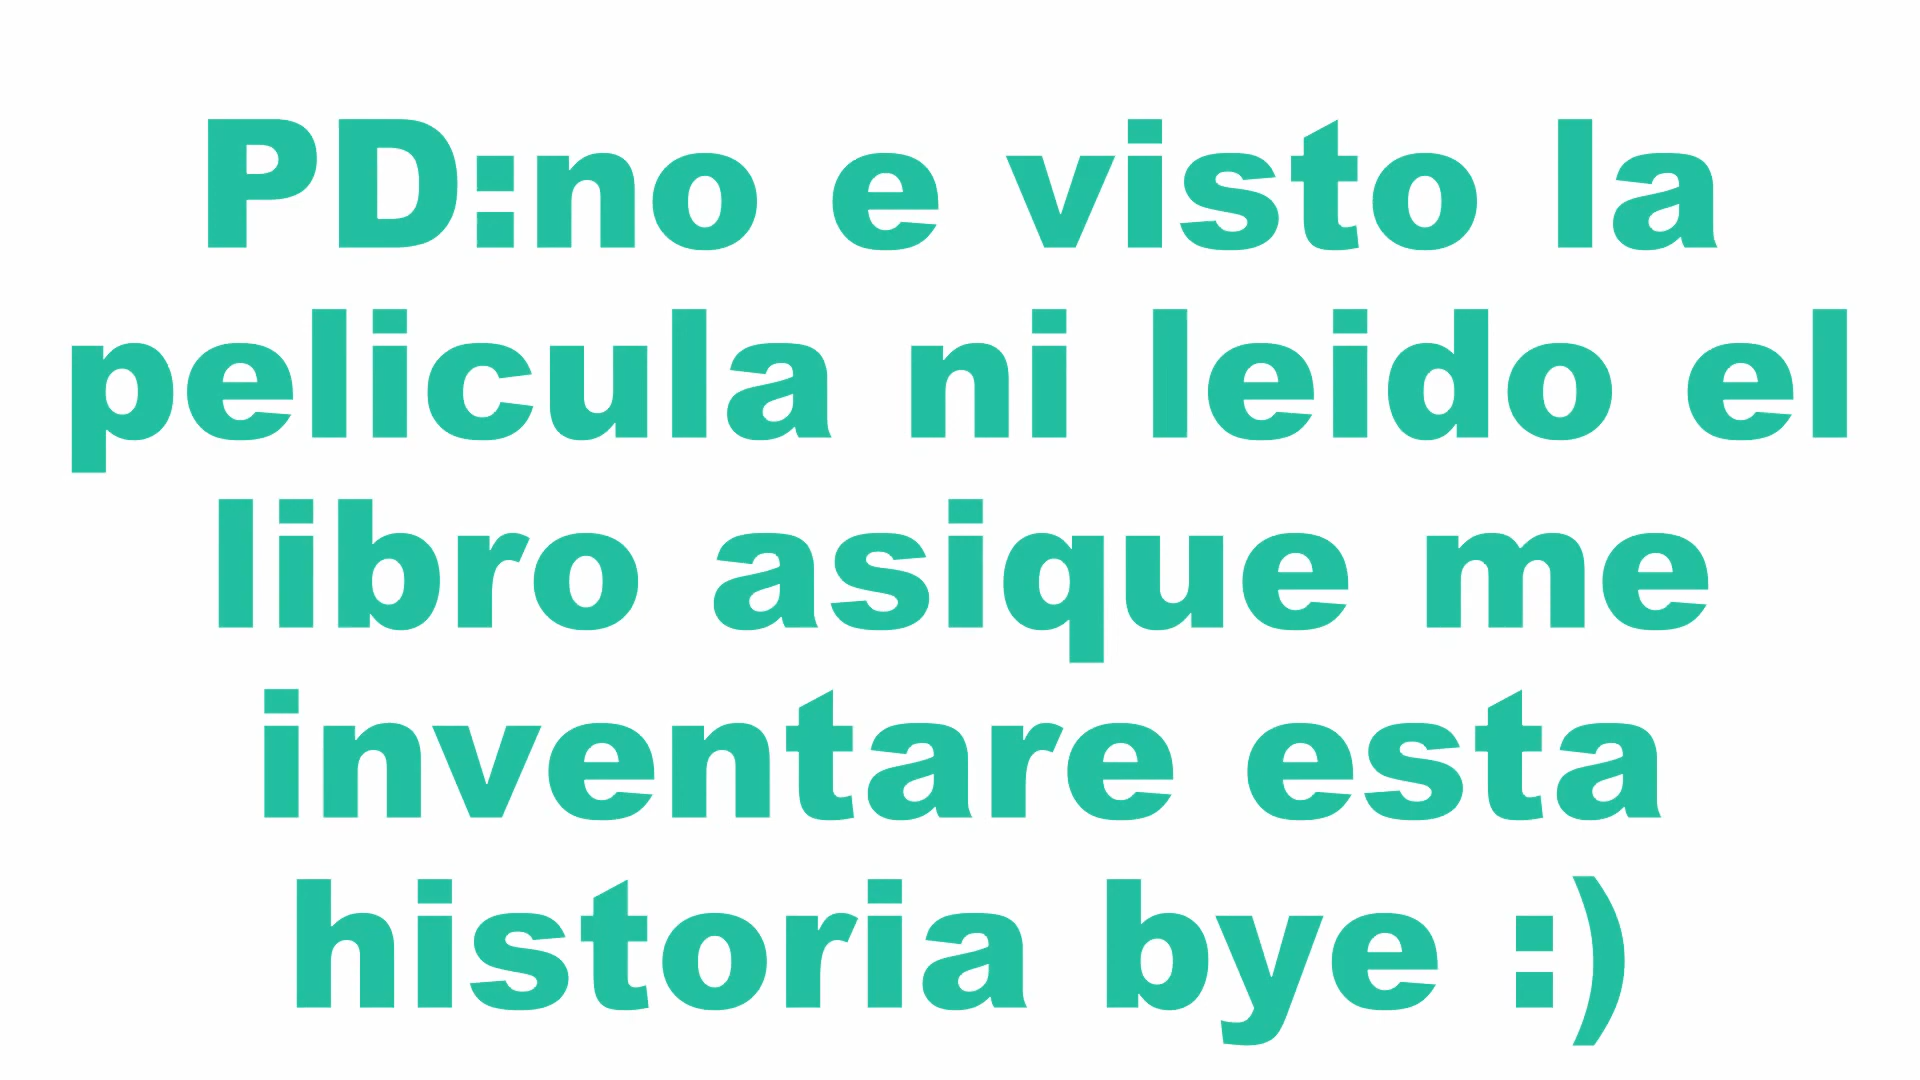 PD:no e visto la
pelicula ni leido el
libro asique me
inventare esta
historia bye :)